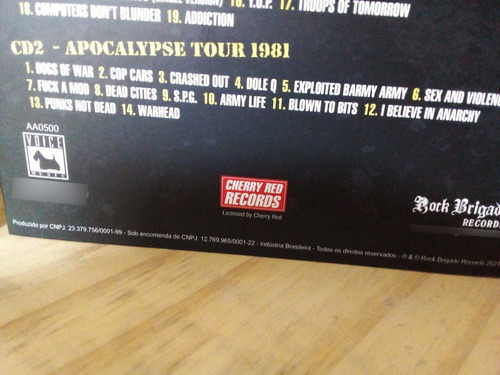 Y.O.P. 17. TROUPS OF TOMORROW
18. COMPUTERS DON'T BLUNDER 19. ADDICTION
CD2 - APOCALYPSE TOUR 1981
1. DOGS OF WAR 2. COP CARS 3. CRASHED OUT 4. DOLE Q 5. EXPLOITED BARMY ARMY 6. SEX AND VIOLENC
7. FUCK A MOD 8. DEAD CITIES 9. S.P.G. 10. ARMY LIFE 11. BLOWN TO BITS 12. I BELIEVE IN ANARCHY
13. PUNKS NOT DEAD 14. WARHEAD
AA0500
VOICE
MUSIC
CHERRY RED
RECORDS
Licensed by Cherry Red
Rock Brigad
RECORDS
Produzido por CNPJ: 23.379.756/0001-99 - Sob encomenda de CNPJ: 12.769.965/0001-22 - Indústria Brasileira - Todos os direitos reservados - ℗ & © Rock Brigade Records 2021